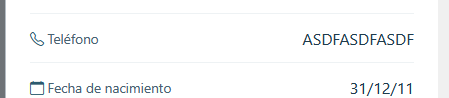 Teléfono ASDFASDFASDF
Fecha de nacimiento 31/12/11